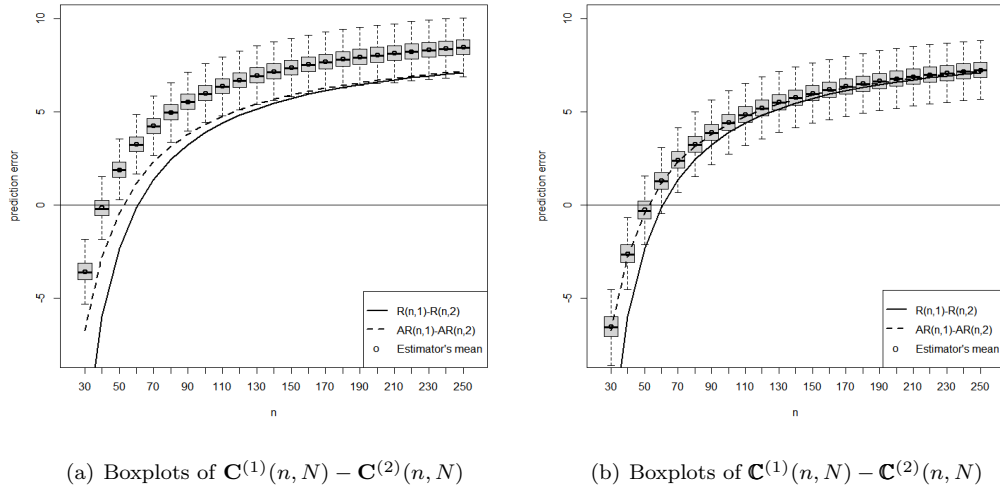 10
5
0
-5
prediction error
R(n,1)-R(n,2)
AR(n,1)-AR(n,2)
Estimator's mean
30 50 70 90 110 130 150 170 190 210 230 250
n
(a) Boxplots of C⁽¹⁾(n, N) − C⁽²⁾(n, N)
10
5
0
-5
prediction error
R(n,1)-R(n,2)
AR(n,1)-AR(n,2)
Estimator's mean
30 50 70 90 110 130 150 170 190 210 230 250
n
(b) Boxplots of ℂ⁽¹⁾(n, N) − ℂ⁽²⁾(n, N)